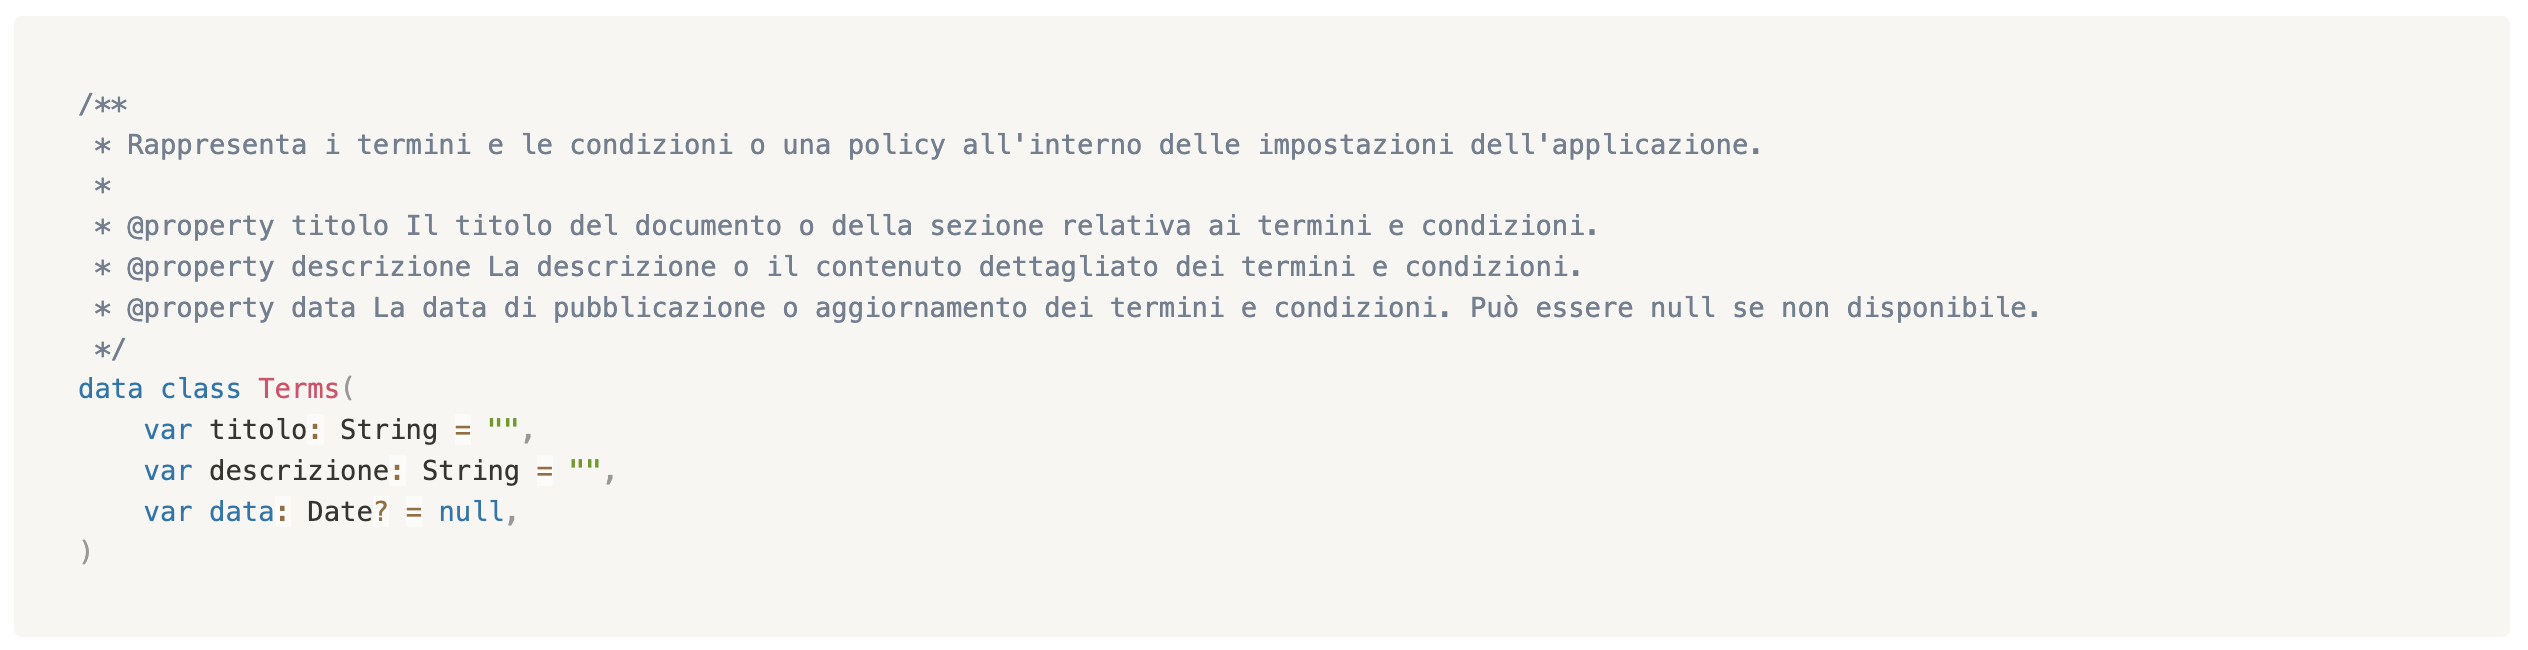 /**
 * Rappresenta i termini e le condizioni o una policy all'interno delle impostazioni dell'applicazione.
 *
 * @property titolo Il titolo del documento o della sezione relativa ai termini e condizioni.
 * @property descrizione La descrizione o il contenuto dettagliato dei termini e condizioni.
 * @property data La data di pubblicazione o aggiornamento dei termini e condizioni. Può essere null se non disponibile.
 */
data class Terms(
    var titolo: String = "",
    var descrizione: String = "",
    var data: Date? = null,
)